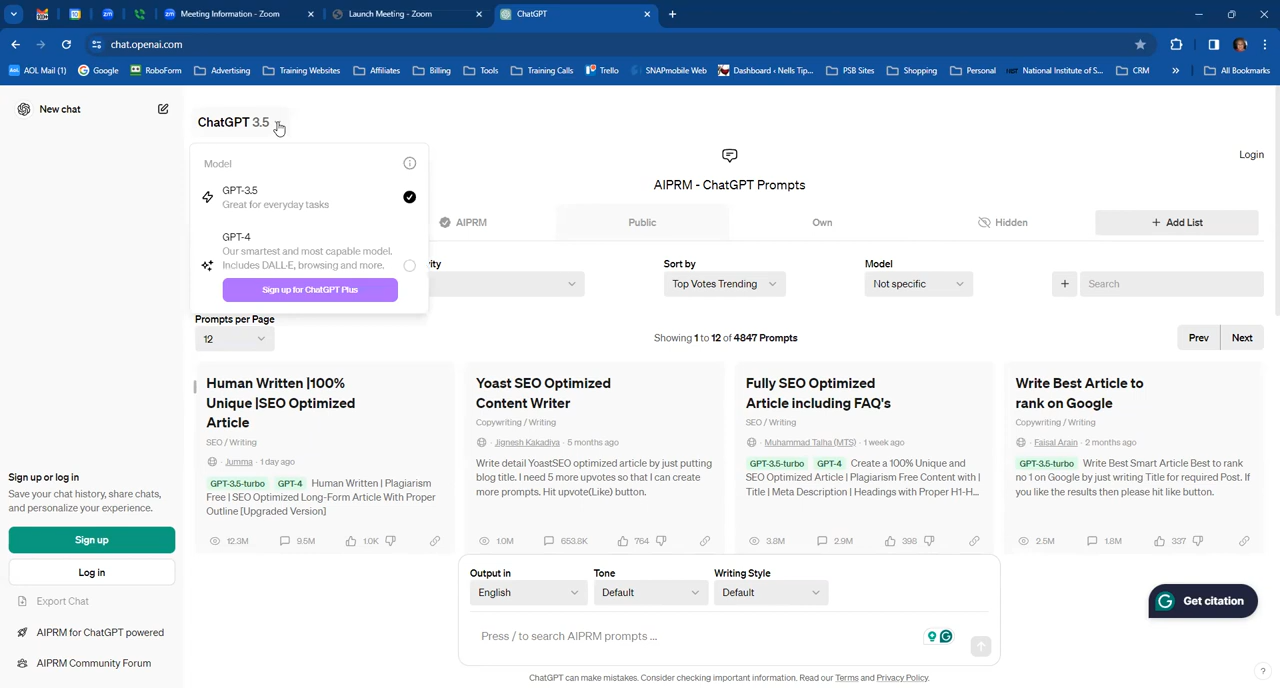 Meeting Information - Zoom
Launch Meeting - Zoom
ChatGPT
chat.openai.com
AOL Mail (1)
Google
RoboForm
Advertising
Training Websites
Affiliates
Billing
Tools
Training Calls
Trello
SNAPmobile Web
Dashboard ‹ Nells Tip...
PSB Sites
Shopping
Personal
National Institute of S...
CRM
All Bookmarks
New chat
ChatGPT 3.5
Model
GPT-3.5
Great for everyday tasks
GPT-4
Our smartest and most capable model.
Includes DALL·E, browsing and more.
Sign up for ChatGPT Plus
Login
AIPRM - ChatGPT Prompts
AIPRM
Public
Own
Hidden
+ Add List
Sort by
Top Votes Trending
Model
Not specific
+
Search
Prompts per Page
12
Showing 1 to 12 of 4847 Prompts
Prev
Next
Human Written |100%
Unique |SEO Optimized
Article
SEO / Writing
Jumma · 1 day ago
GPT-3.5-turbo GPT-4 Human Written | Plagiarism
Free | SEO Optimized Long-Form Article With Proper
Outline [Upgraded Version]
12.3M
9.5M
1.0K
Yoast SEO Optimized
Content Writer
Copywriting / Writing
Jignesh Kakadiya · 5 months ago
Write detail YoastSEO optimized article by just putting
blog title. I need 5 more upvotes so that I can create
more prompts. Hit upvote(Like) button.
1.0M
653.8K
764
Fully SEO Optimized
Article including FAQ's
SEO / Writing
Muhammad Talha (MTS) · 1 week ago
GPT-3.5-turbo GPT-4 Create a 100% Unique and
SEO Optimized Article | Plagiarism Free Content with |
Title | Meta Description | Headings with Proper H1-H...
3.8M
2.9M
398
Write Best Article to
rank on Google
Copywriting / Writing
Faisal Arain · 2 months ago
GPT-3.5-turbo Write Best Smart Article Best to rank
no 1 on Google by just writing Title for required Post. If
you like the results then please hit like button.
2.5M
1.8M
337
Sign up or log in
Save your chat history, share chats,
and personalize your experience.
Sign up
Log in
Export Chat
AIPRM for ChatGPT powered
AIPRM Community Forum
Output in
English
Tone
Default
Writing Style
Default
Press / to search AIPRM prompts ...
Get citation
ChatGPT can make mistakes. Consider checking important information. Read our Terms and Privacy Policy.
?